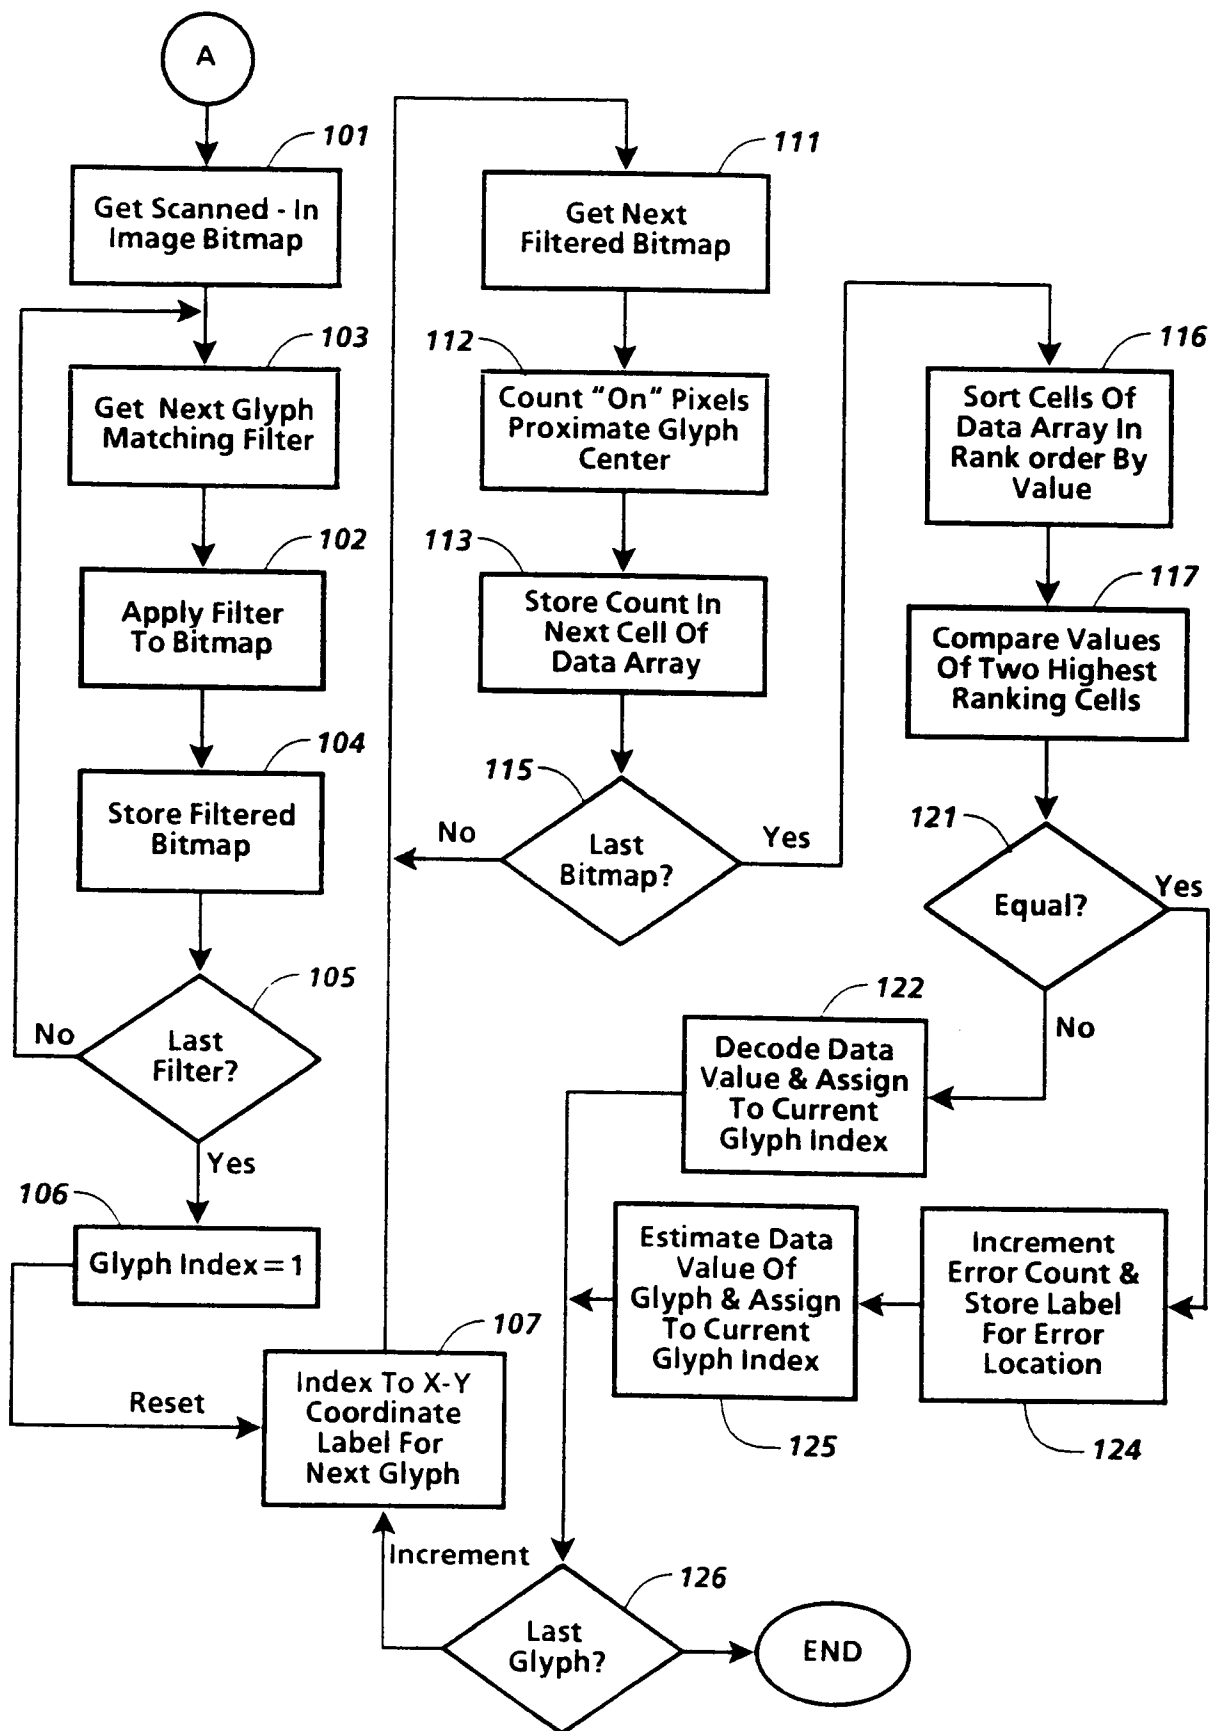 A
101
Get Scanned - In
Image Bitmap
103
Get Next Glyph
Matching Filter
102
Apply Filter
To Bitmap
104
Store Filtered
Bitmap
105
Last
Filter?
No
Yes
106
Glyph Index = 1
Reset
107
Index To X-Y
Coordinate
Label For
Next Glyph
111
Get Next
Filtered Bitmap
112
Count "On" Pixels
Proximate Glyph
Center
113
Store Count In
Next Cell Of
Data Array
115
Last
Bitmap?
No
Yes
116
Sort Cells Of
Data Array In
Rank order By
Value
117
Compare Values
Of Two Highest
Ranking Cells
121
Equal?
Yes
No
122
Decode Data
Value & Assign
To Current
Glyph Index
Increment
Error Count &
Store Label
For Error
Location
124
Estimate Data
Value Of
Glyph & Assign
To Current
Glyph Index
125
126
Last
Glyph?
Increment
END